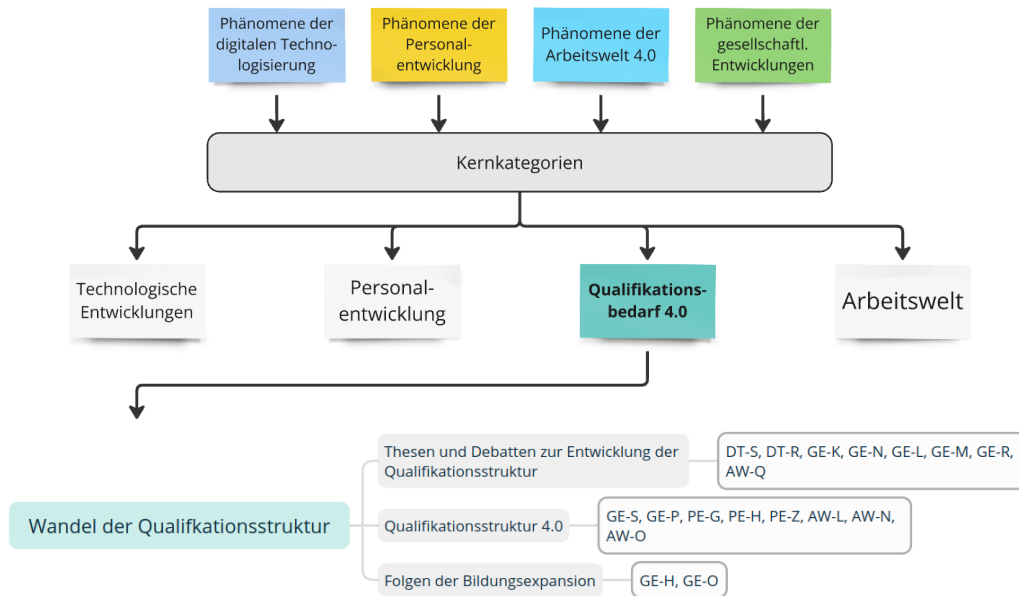 Phänomene der
digitalen Techno-
logisierung
Phänomene der
Personal-
entwicklung
Phänomene der
Arbeitswelt 4.0
Phänomene der
gesellschaftl.
Entwicklungen
Kernkategorien
Technologische
Entwicklungen
Personal-
entwicklung
Qualifikations-
bedarf 4.0
Arbeitswelt
Wandel der Qualifkationsstruktur
Thesen und Debatten zur Entwicklung der
Qualifikationsstruktur
DT-S, DT-R, GE-K, GE-N, GE-L, GE-M, GE-R,
AW-Q
Qualifikationsstruktur 4.0
GE-S, GE-P, PE-G, PE-H, PE-Z, AW-L, AW-N,
AW-O
Folgen der Bildungsexpansion
GE-H, GE-O